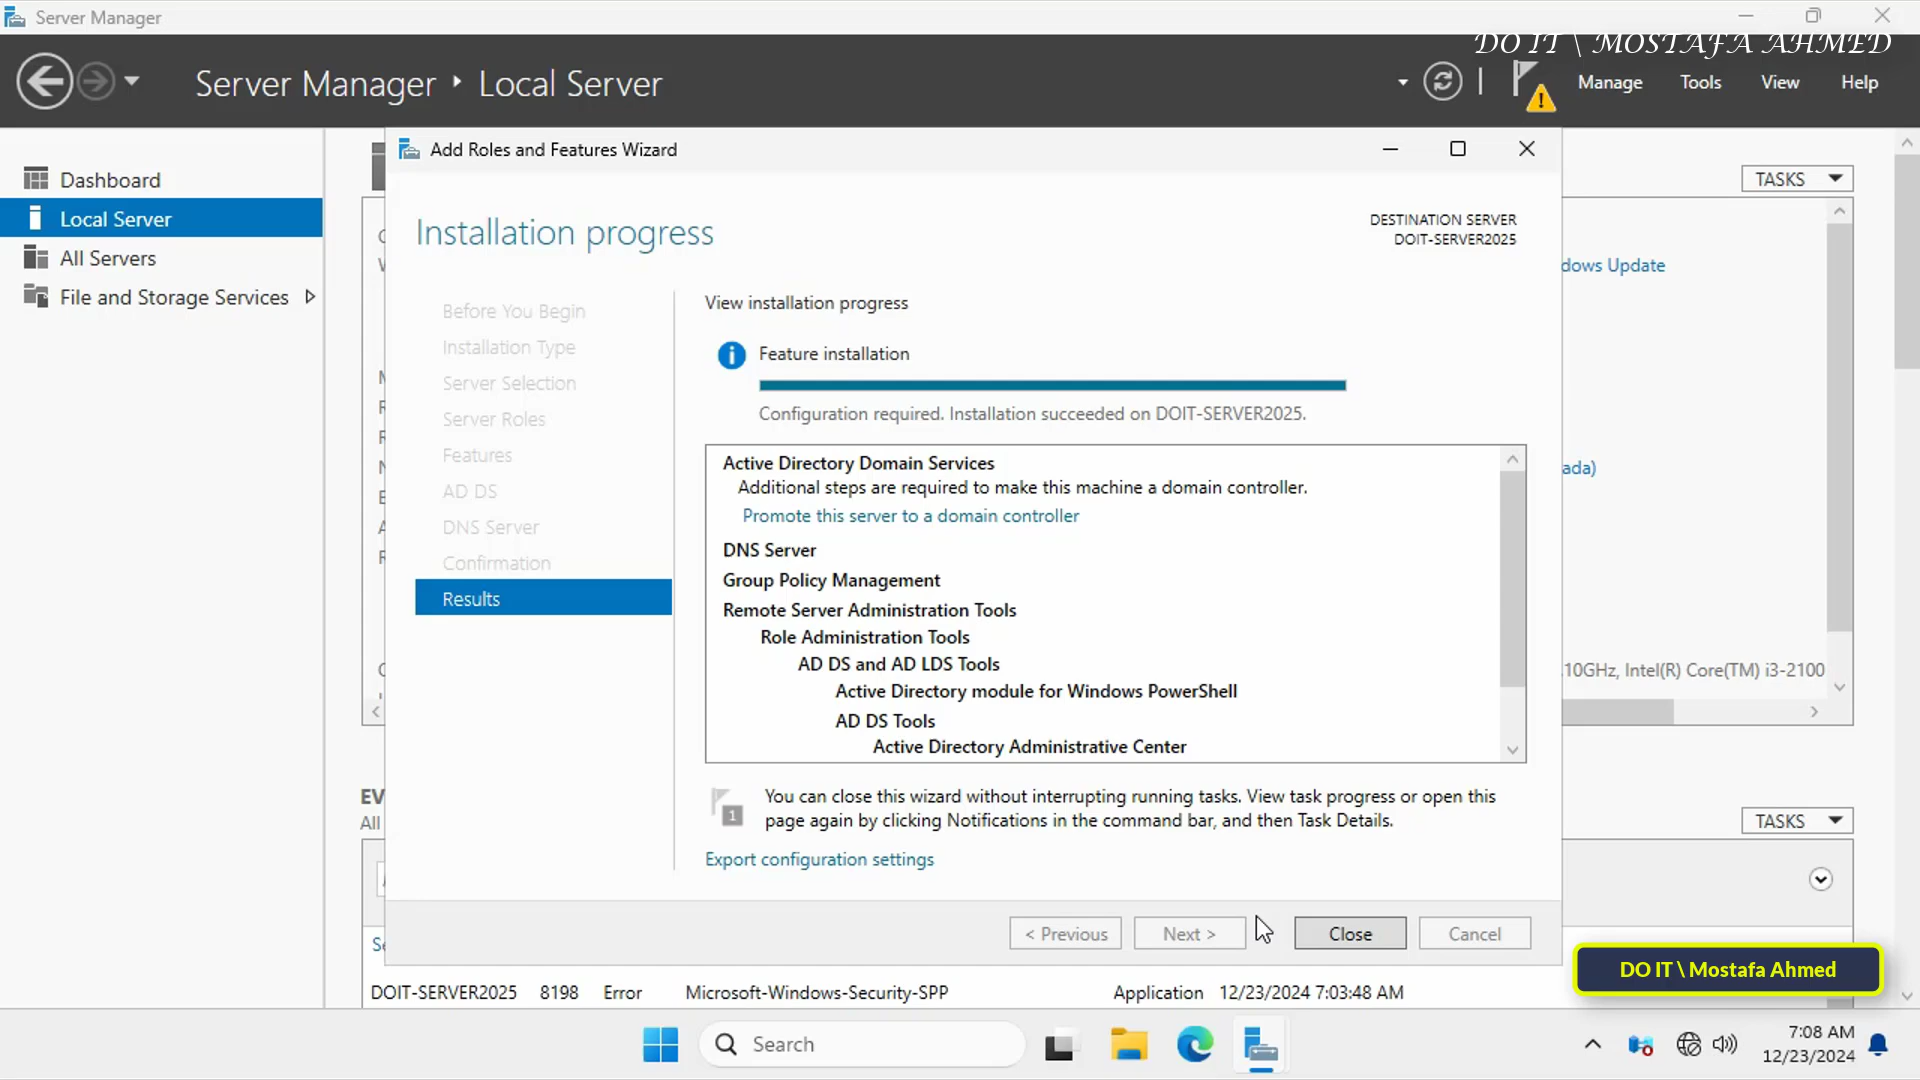 Server Manager
DO IT \ MOSTAFA AHMED
Server Manager ‣ Local Server
Manage Tools View Help
Dashboard
Local Server
All Servers
File and Storage Services
Add Roles and Features Wizard
TASKS
Installation progress
DESTINATION SERVER
DOIT-SERVER2025
dows Update
ada)
10GHz, Intel(R) Core(TM) i3-2100
Before You Begin
Installation Type
Server Selection
Server Roles
Features
AD DS
DNS Server
Confirmation
Results
View installation progress
Feature installation
Configuration required. Installation succeeded on DOIT-SERVER2025.
Active Directory Domain Services
Additional steps are required to make this machine a domain controller.
Promote this server to a domain controller
DNS Server
Group Policy Management
Remote Server Administration Tools
Role Administration Tools
AD DS and AD LDS Tools
Active Directory module for Windows PowerShell
AD DS Tools
Active Directory Administrative Center
1
You can close this wizard without interrupting running tasks. View task progress or open this
page again by clicking Notifications in the command bar, and then Task Details.
Export configuration settings
< Previous
Next >
Close
Cancel
EV
All
TASKS
DO IT \ Mostafa Ahmed
DOIT-SERVER2025 8198 Error Microsoft-Windows-Security-SPP Application 12/23/2024 7:03:48 AM
Search
7:08 AM
12/23/2024